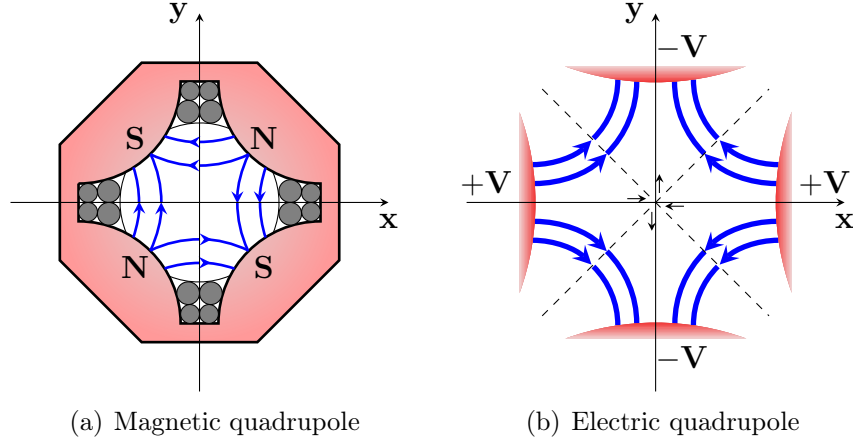 y
S N
x
N S
(a) Magnetic quadrupole
y
−V
+V +V
x
−V
(b) Electric quadrupole